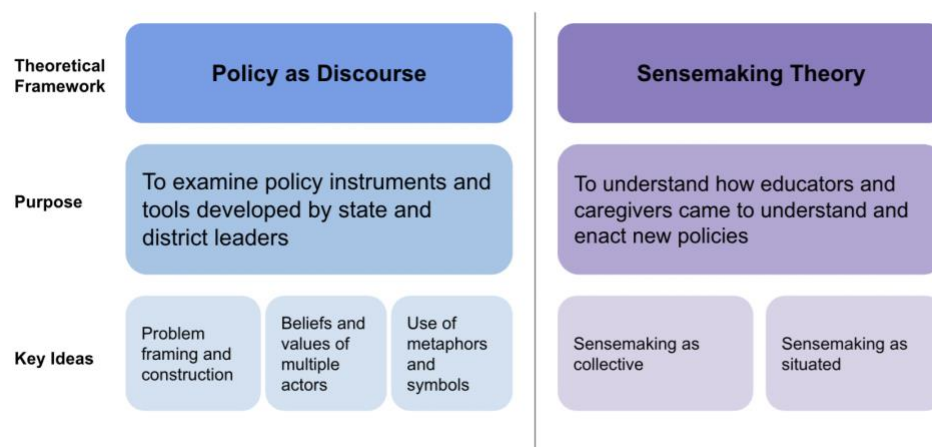 Theoretical
Framework
Policy as Discourse
Sensemaking Theory
Purpose
To examine policy instruments and
tools developed by state and
district leaders
To understand how educators and
caregivers came to understand and
enact new policies
Key Ideas
Problem
framing and
construction
Beliefs and
values of
multiple
actors
Use of
metaphors
and
symbols
Sensemaking as
collective
Sensemaking as
situated